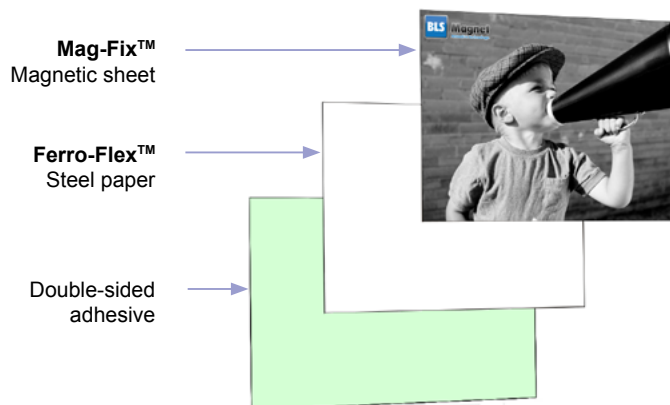 BLS Magnet
Mag-Fix™
Magnetic sheet
Ferro-Flex™
Steel paper
Double-sided
adhesive